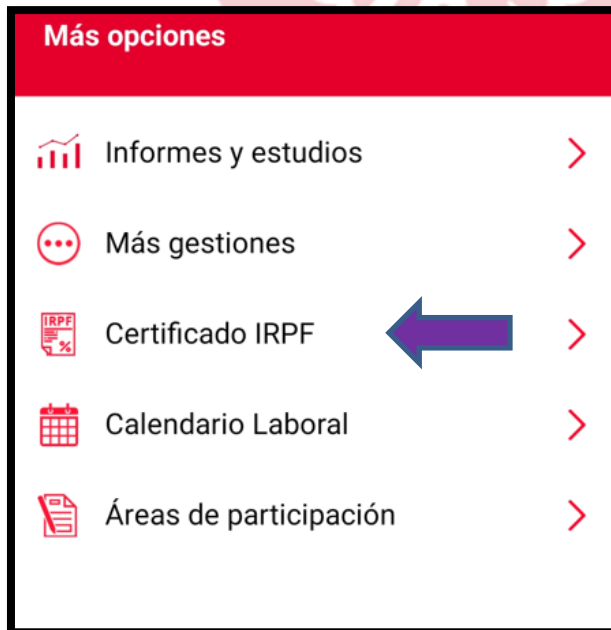 Más opciones
Informes y estudios
Más gestiones
IRPF
%
Certificado IRPF
Calendario Laboral
Áreas de participación